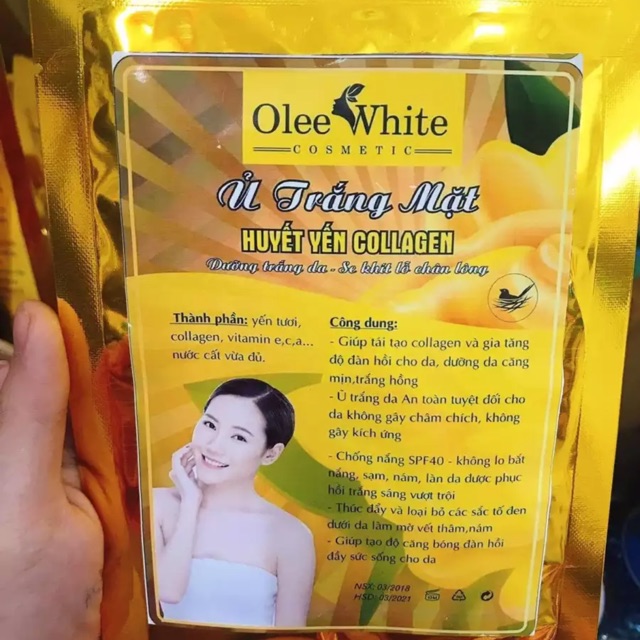 Olee White
COSMETIC
Ủ Trắng Mặt
HUYẾT YẾN COLLAGEN
Dưỡng trắng da - Se khít lỗ chân lông
Thành phần: yến tươi,
collagen, vitamin e,c,a...
nước cất vừa đủ.
Công dung:
- Giúp tái tạo collagen và gia tăng
độ đàn hồi cho da, dưỡng da căng
mịn,trắng hồng
- Ủ trắng da An toàn tuyệt đối cho
da không gây châm chích, không
gây kích ứng
- Chống nắng SPF40 - không lo bắt
nắng, sạm, nám, làn da được phục
hồi trắng sáng vượt trội
- Thúc đẩy và loại bỏ các sắc tố đen
dưới da làm mờ vết thâm,nám
- Giúp tạo độ căng bóng đàn hồi
đầy sức sống cho da
NSX: 03/2018
HSD: 03/2021